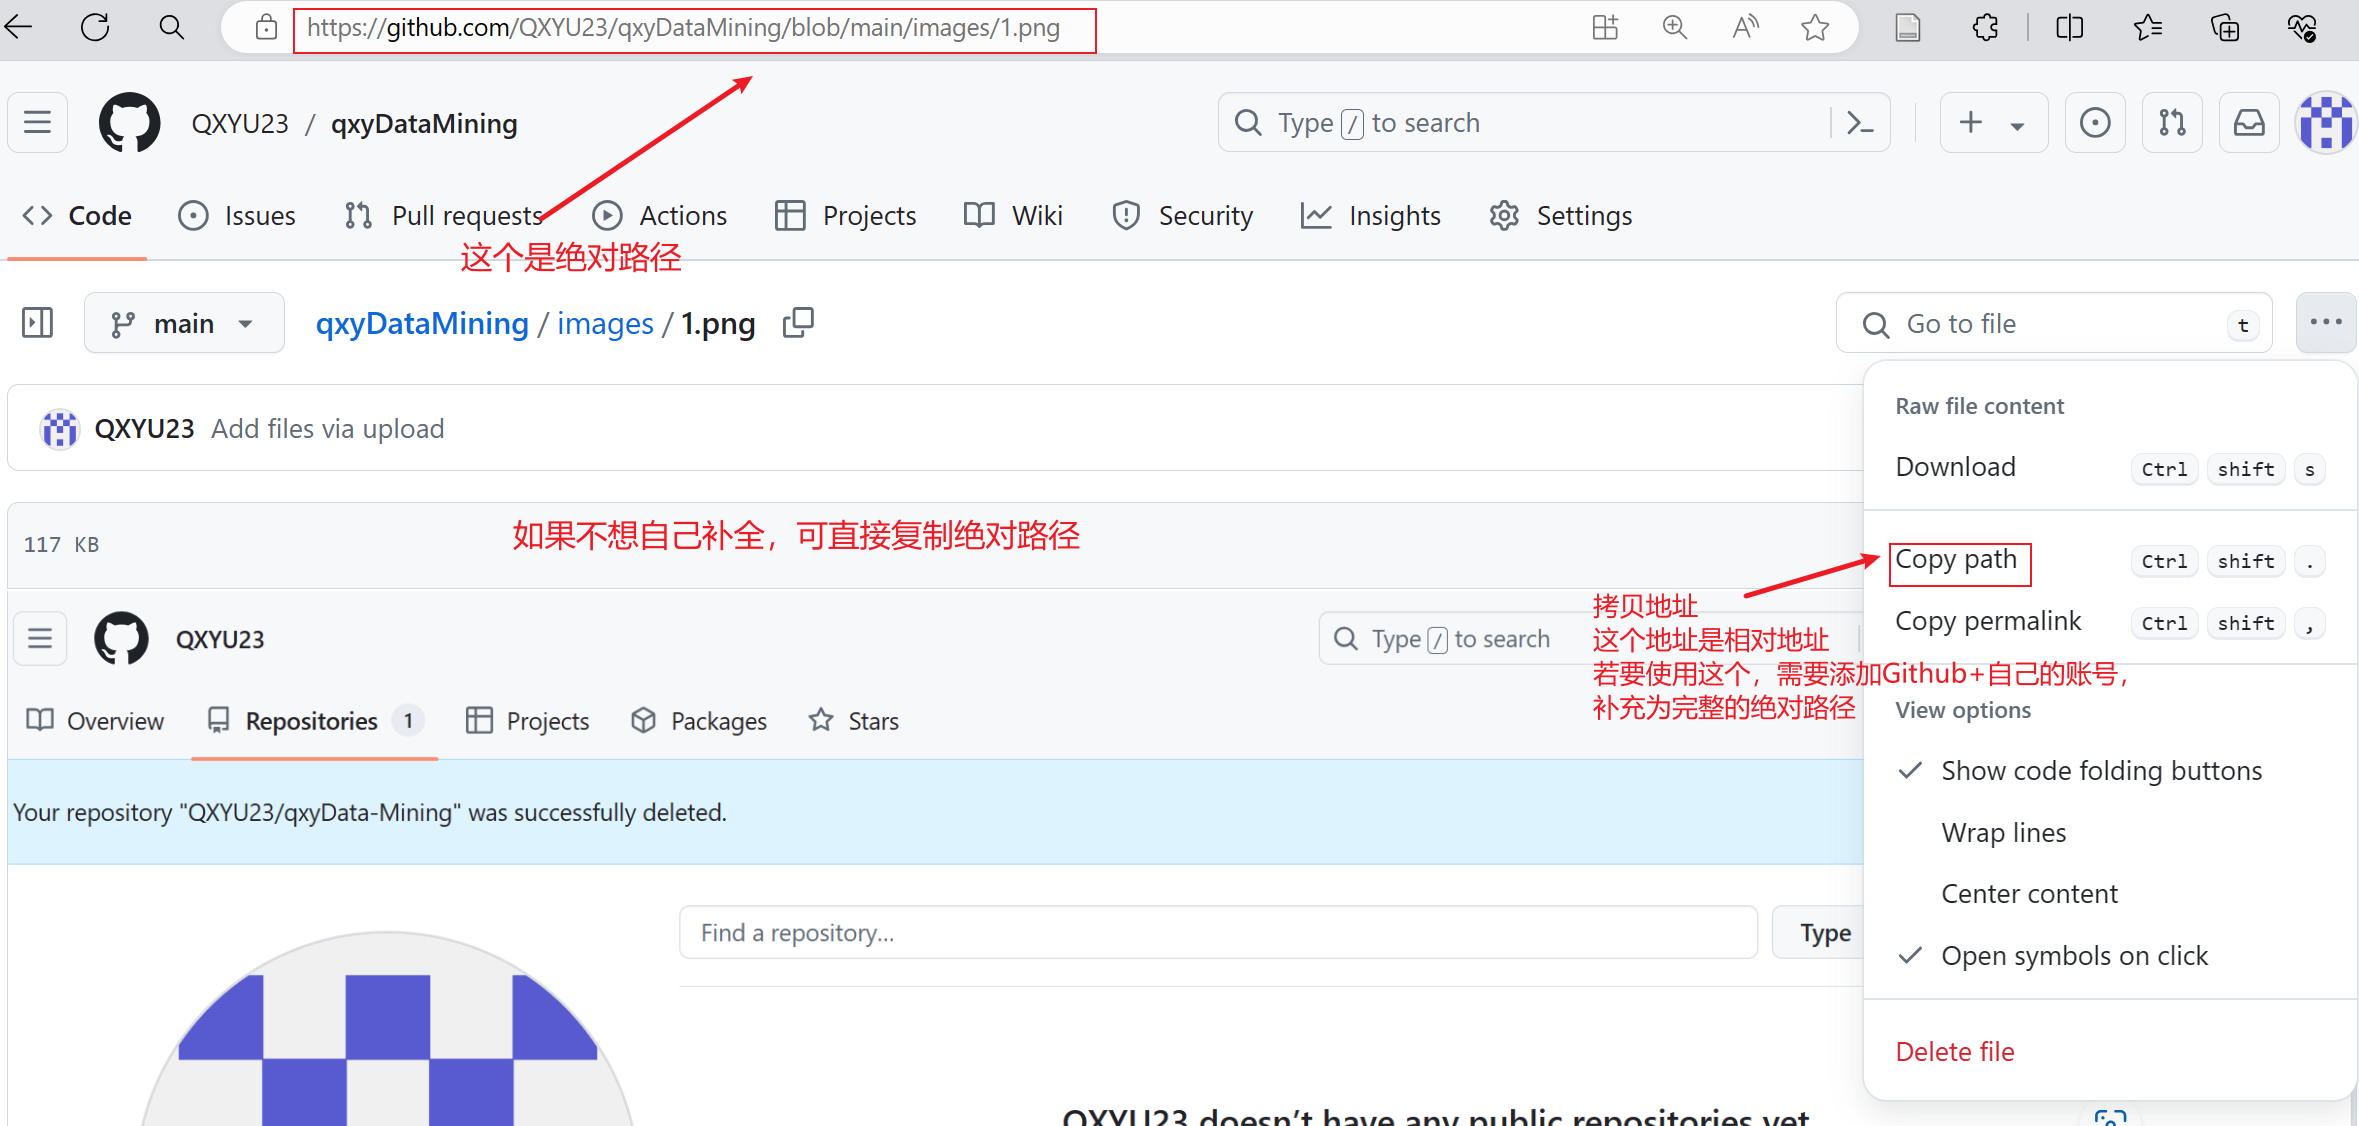 https://github.com/QXYU23/qxyDataMining/blob/main/images/1.png
QXYU23 / qxyDataMining
Type / to search
Code
Issues
Pull requests
Actions
Projects
Wiki
Security
Insights
Settings
这个是绝对路径
main
qxyDataMining / images / 1.png
Go to file
t
QXYU23 Add files via upload
117 KB
如果不想自己补全，可直接复制绝对路径
Raw file content
Download Ctrl shift s
Copy path Ctrl shift .
Copy permalink Ctrl shift ,
拷贝地址
这个地址是相对地址
若要使用这个，需要添加Github+自己的账号，
补充为完整的绝对路径
View options
Show code folding buttons
Wrap lines
Center content
Open symbols on click
Delete file
QXYU23
Type / to search
Overview
Repositories 1
Projects
Packages
Stars
Your repository "QXYU23/qxyData-Mining" was successfully deleted.
Find a repository…
Type
QXYU23 doesn’t have any public repositories yet